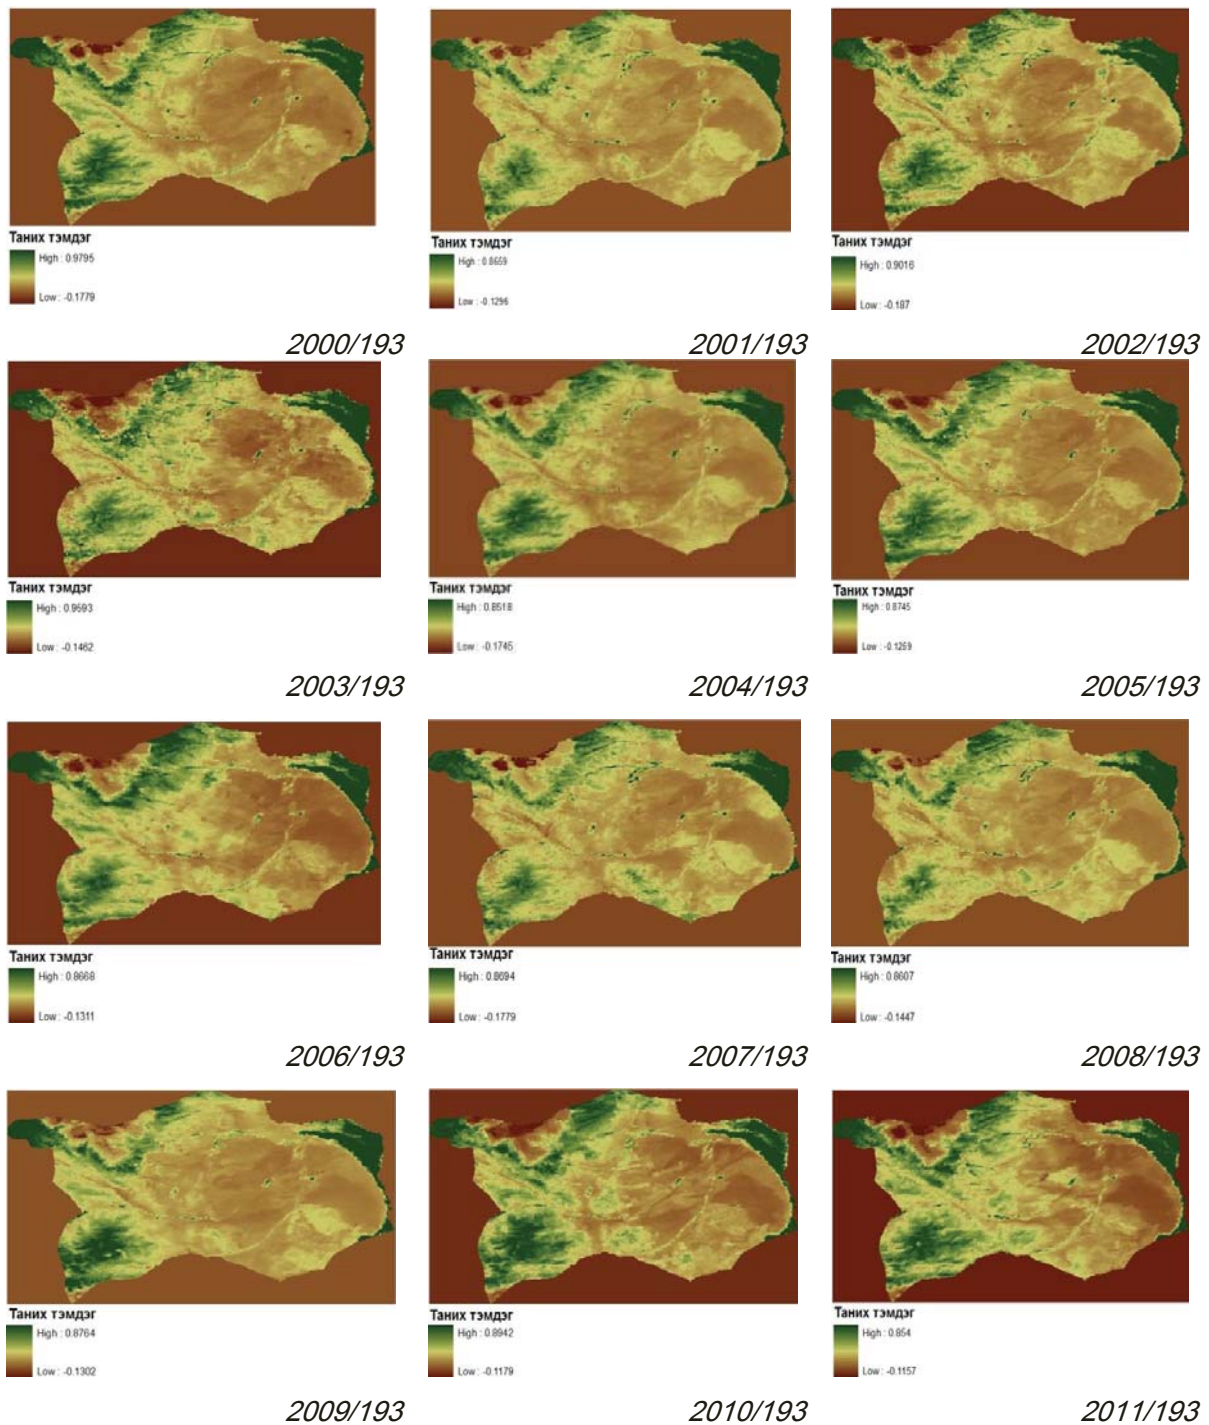 Таних тэмдэг
High : 0.9795
Low : -0.1779
2000/193
Таних тэмдэг
High : 0.8659
Low : -0.1296
2001/193
Таних тэмдэг
High : 0.9016
Low : -0.187
2002/193
Таних тэмдэг
High : 0.9593
Low : -0.1462
2003/193
Таних тэмдэг
High : 0.8518
Low : -0.1745
2004/193
Таних тэмдэг
High : 0.8745
Low : -0.1259
2005/193
Таних тэмдэг
High : 0.8668
Low : -0.1311
2006/193
Таних тэмдэг
High : 0.8694
Low : -0.1779
2007/193
Таних тэмдэг
High : 0.8607
Low : -0.1447
2008/193
Таних тэмдэг
High : 0.8764
Low : -0.1302
2009/193
Таних тэмдэг
High : 0.8942
Low : -0.1179
2010/193
Таних тэмдэг
High : 0.854
Low : -0.1157
2011/193